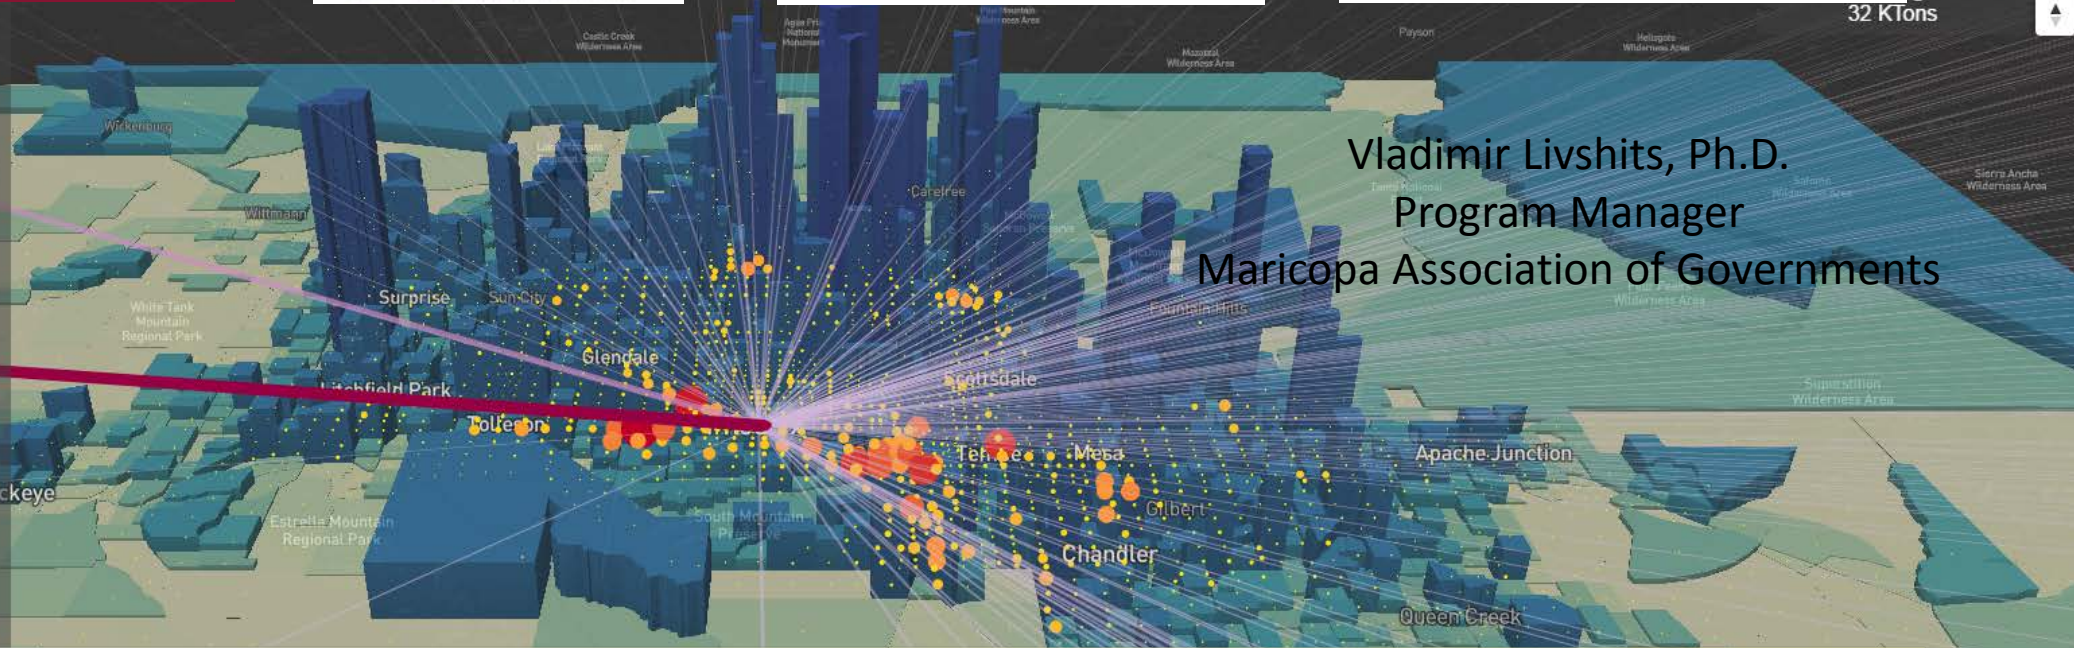 32 KTons
Castle Creek
Wilderness Area
Mazatzal
Wilderness Area
Payson
Hellsgate
Wilderness Area
Wickenburg
Vladimir Livshits, Ph.D.
Program Manager
Maricopa Association of Governments
Sierra Ancha
Wilderness Area
Carefree
Wittmann
White Tank
Mountain
Regional Park
Surprise
Sun City
Fountain Hills
Wilderness Area
Glendale
Scottsdale
Litchfield Park
Superstition
Wilderness Area
Tolleson
Tempe
Mesa
Apache Junction
ckeye
Estrella Mountain
Regional Park
South Mountain
Preserve
Gilbert
Chandler
Queen Creek